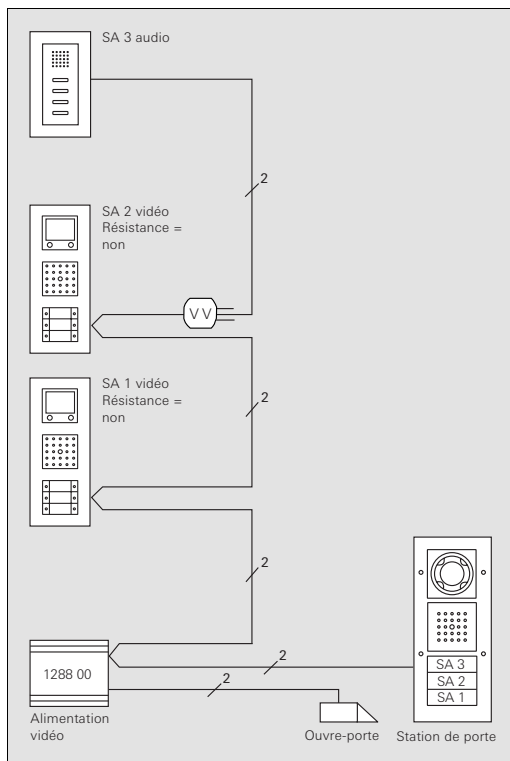 SA 3 audio
2
SA 2 vidéo
Résistance =
non
VV
SA 1 vidéo
Résistance =
non
2
2
2
1288 00
2
SA 3
SA 2
SA 1
Alimentation
vidéo
Ouvre-porte
Station de porte